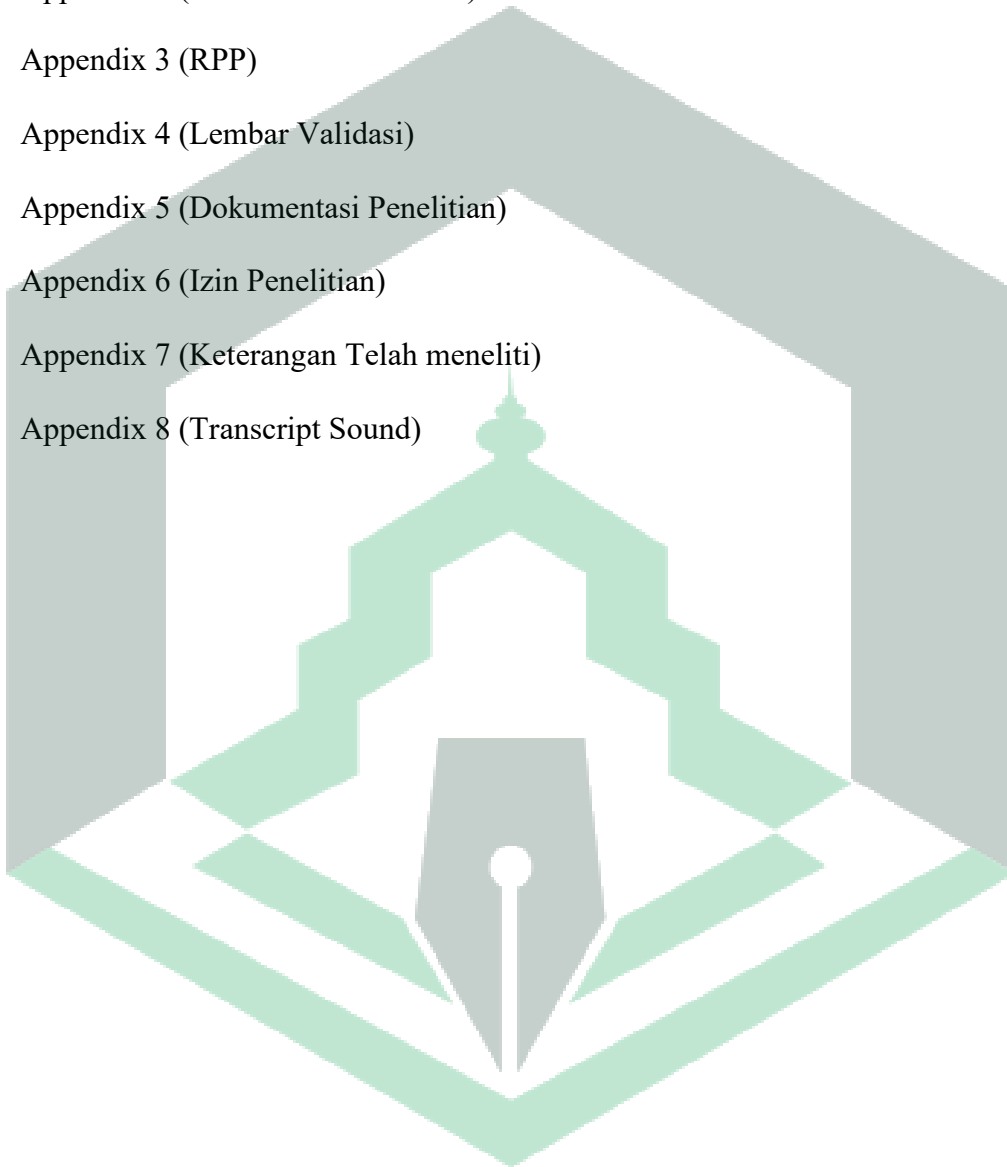 Appendix 3 (RPP)
Appendix 4 (Lembar Validasi)
Appendix 5 (Dokumentasi Penelitian)
Appendix 6 (Izin Penelitian)
Appendix 7 (Keterangan Telah meneliti)
Appendix 8 (Transcript Sound)